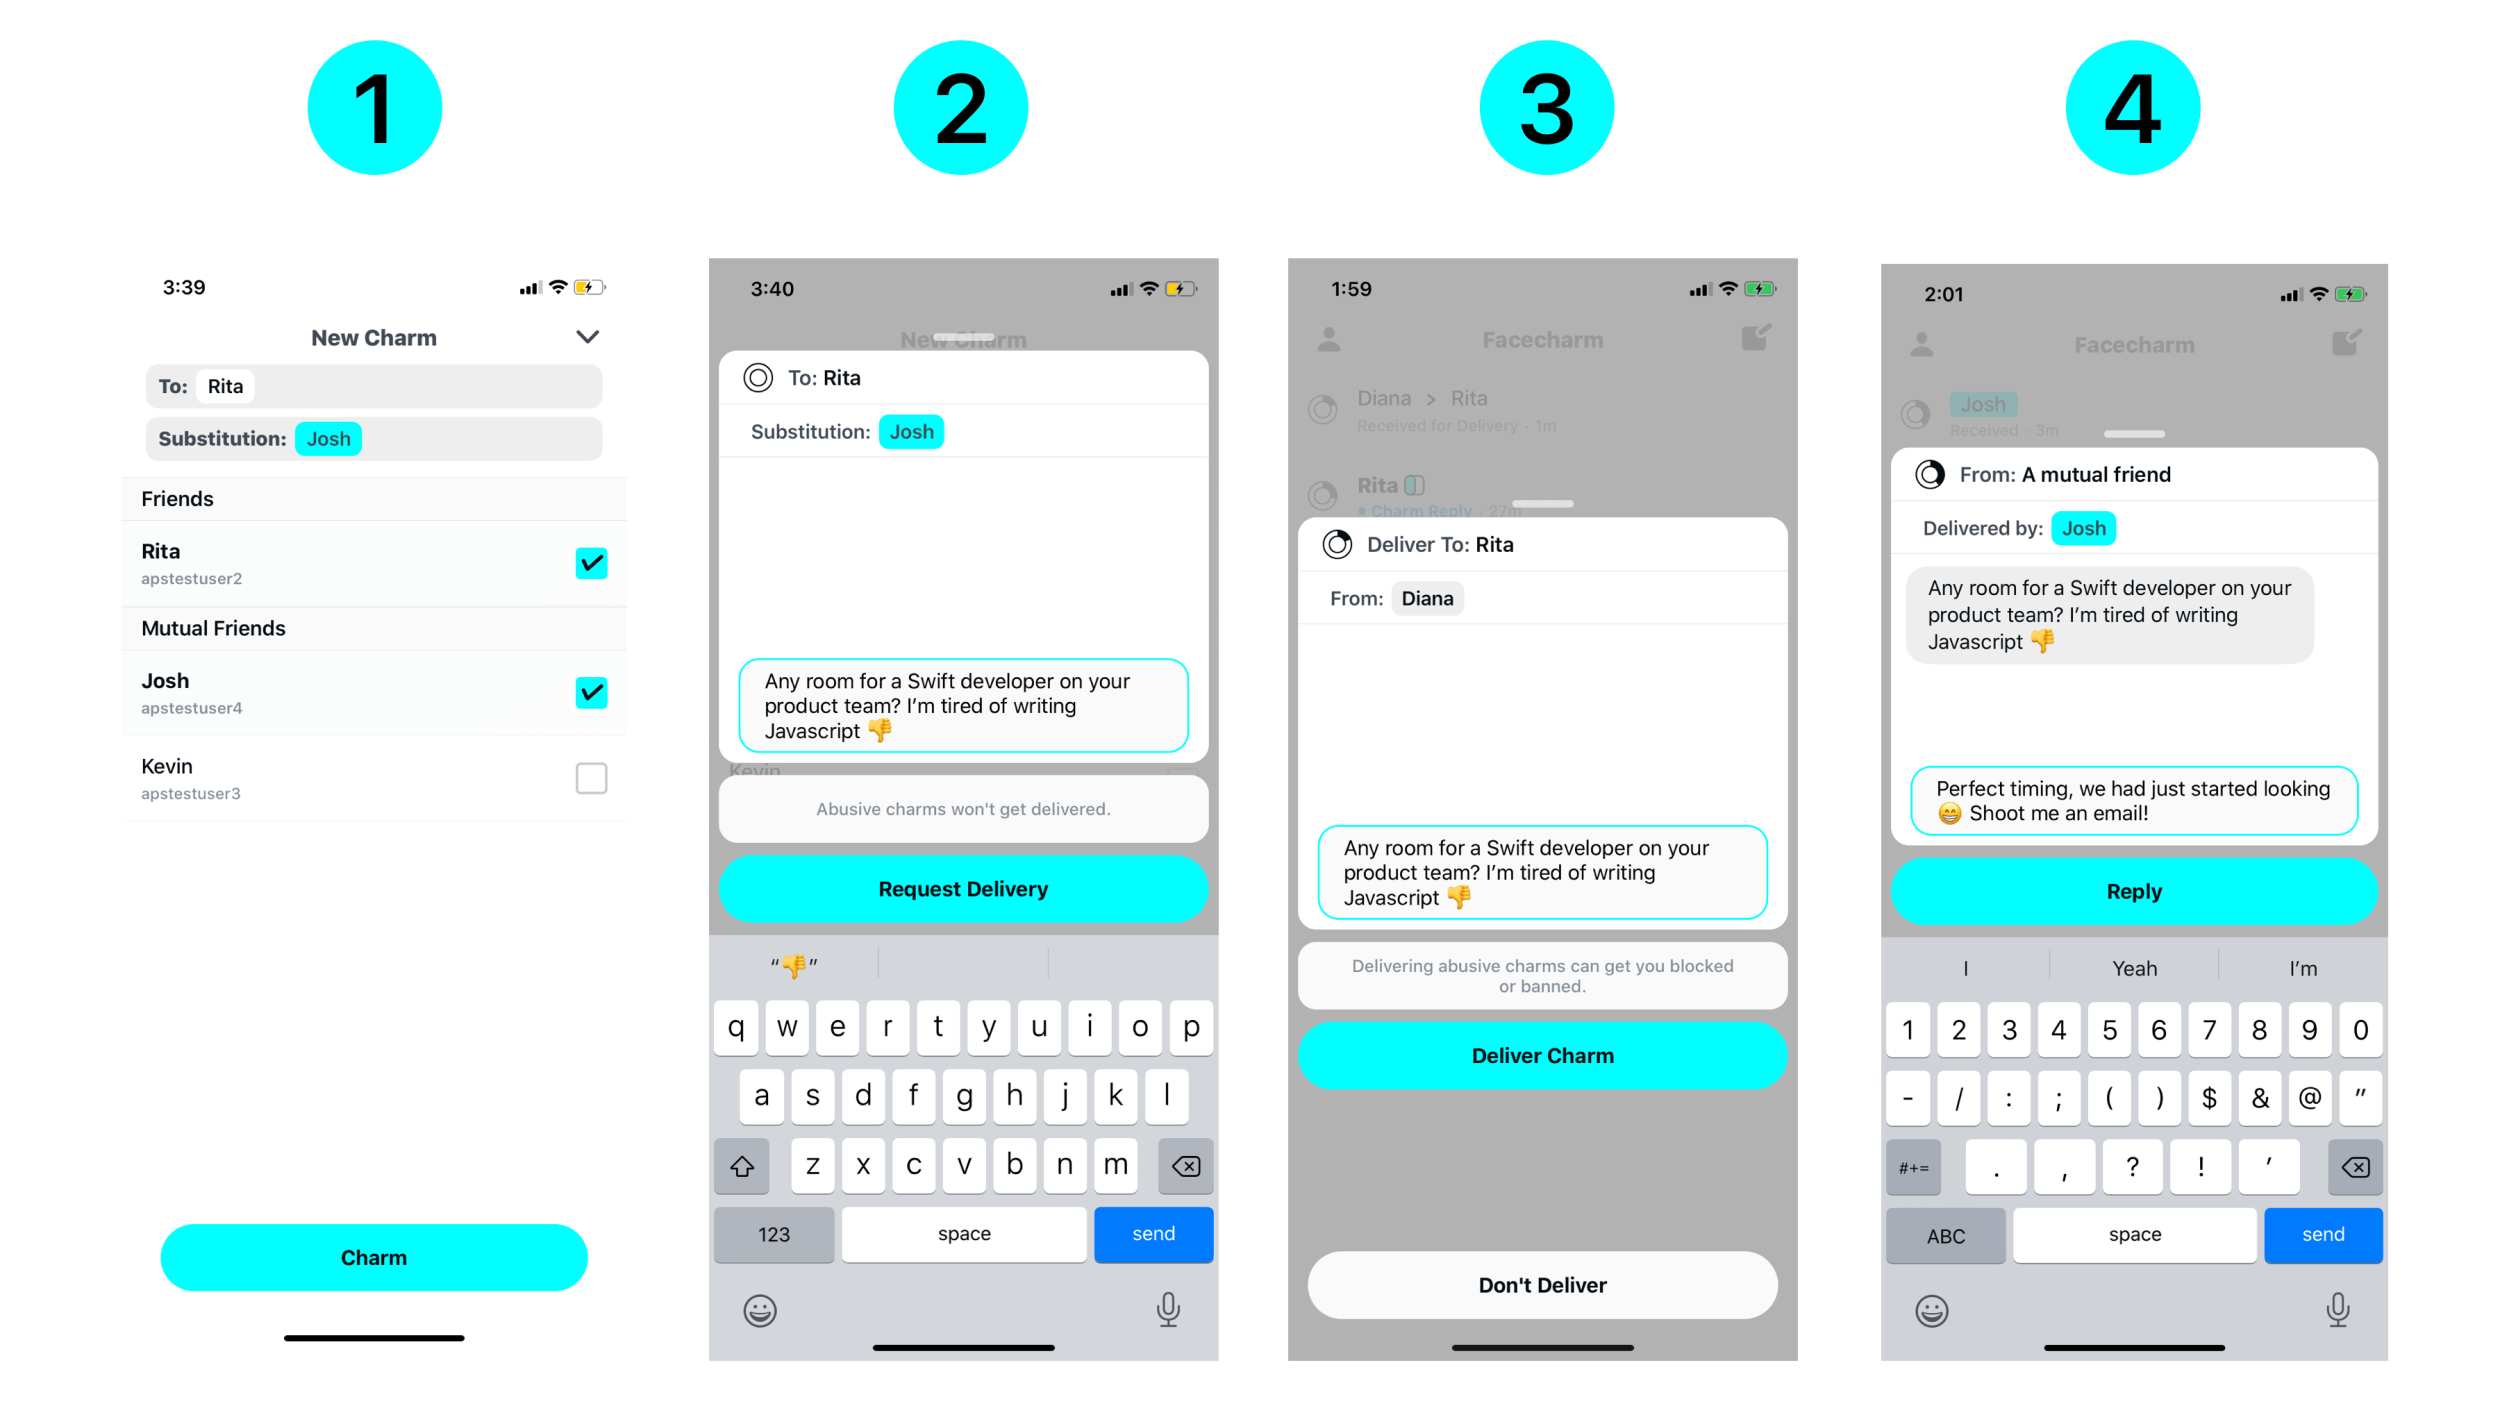 1
2
3
4
3:39
New Charm
To: Rita
Substitution: Josh
Friends
Rita
apstestuser2
Mutual Friends
Josh
apstestuser4
Kevin
apstestuser3
Charm
3:40
New Charm
To: Rita
Substitution: Josh
Any room for a Swift developer on your
product team? I’m tired of writing
Javascript 👎
Kevin
Abusive charms won't get delivered.
Request Delivery
“👎”
q w e r t y u i o p
a s d f g h j k l
z x c v b n m
123 space send
1:59
Facecharm
Diana > Rita
Received for Delivery · 1m
Rita
• Charm Reply · 27m
Deliver To: Rita
From: Diana
Any room for a Swift developer on your
product team? I’m tired of writing
Javascript 👎
Delivering abusive charms can get you blocked
or banned.
Deliver Charm
Don't Deliver
2:01
Facecharm
Josh
Received · 3m
From: A mutual friend
Delivered by: Josh
Any room for a Swift developer on your
product team? I’m tired of writing
Javascript 👎
Perfect timing, we had just started looking
😁 Shoot me an email!
Reply
I Yeah I’m
1 2 3 4 5 6 7 8 9 0
- / : ; ( ) $ & @ "
#+= . , ? ! ’
ABC space send